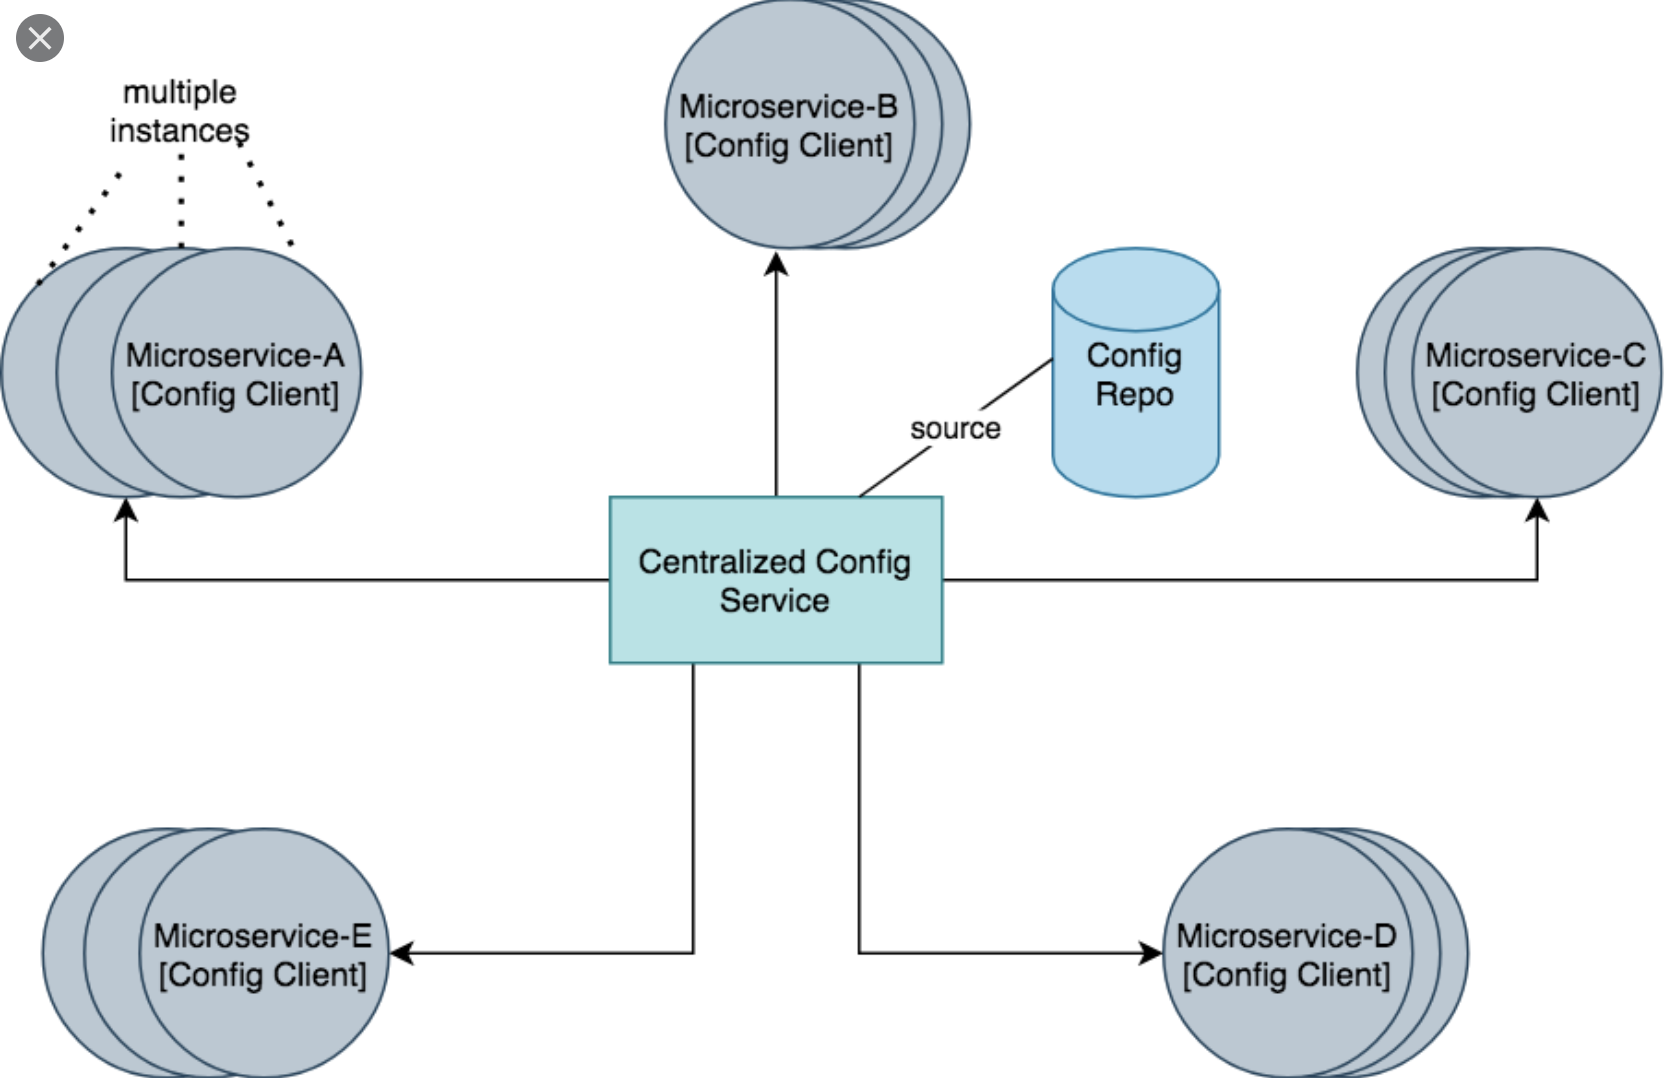 multiple
instances
Microservice-B
[Config Client]
Microservice-A
[Config Client]
Config
Repo
Microservice-C
[Config Client]
source
Centralized Config
Service
Microservice-E
[Config Client]
Microservice-D
[Config Client]